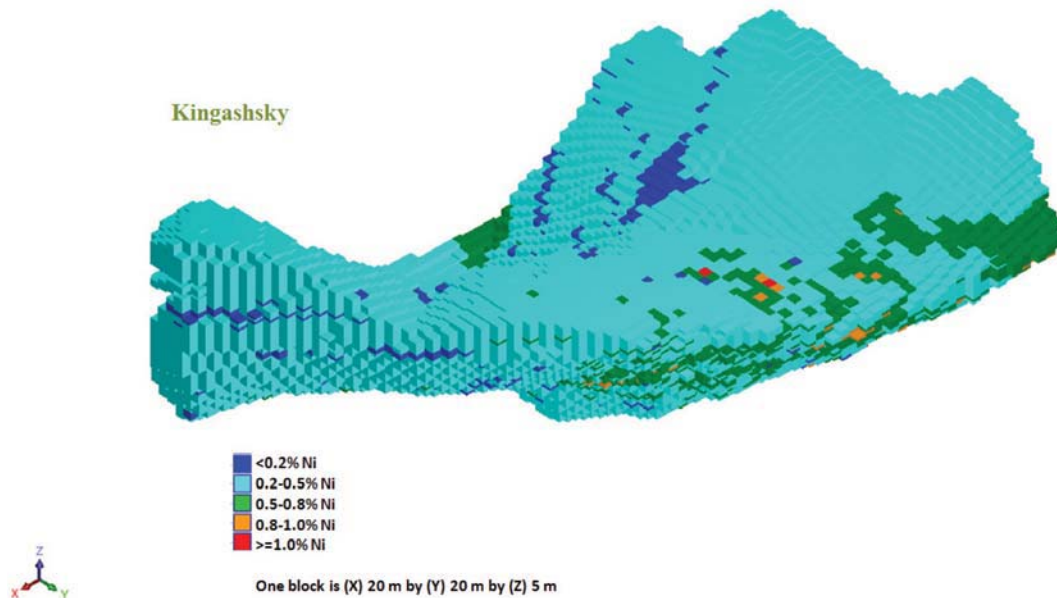 Kingashsky
<0.2% Ni
0.2-0.5% Ni
0.5-0.8% Ni
0.8-1.0% Ni
>=1.0% Ni
Z
X
Y
One block is (X) 20 m by (Y) 20 m by (Z) 5 m